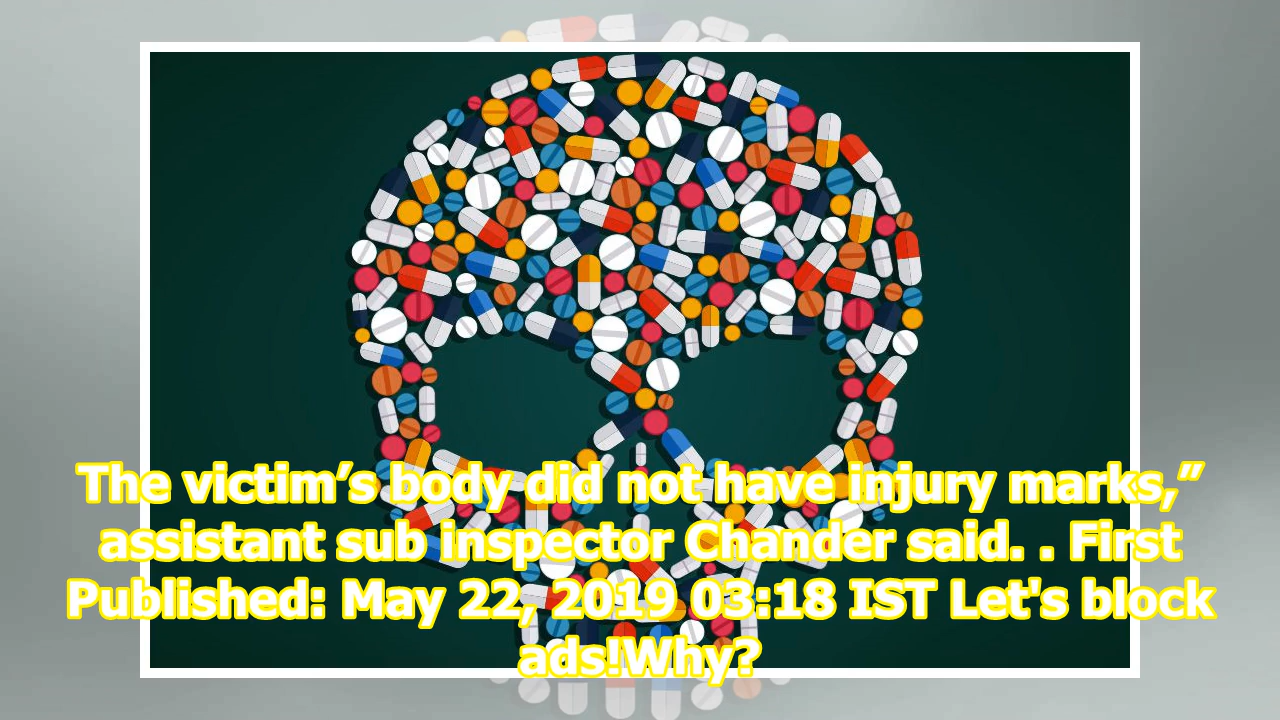 The victim’s body did not have injury marks,”
assistant sub inspector Chander said. . First
Published: May 22, 2019 03:18 IST Let's block
ads!Why?